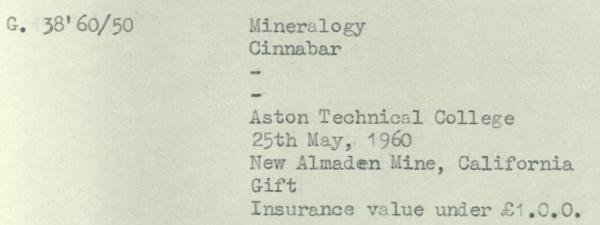 G. 38'60/50 Mineralogy
Cinnabar
-
-
Aston Technical College
25th May, 1960
New Almaden Mine, California
Gift
Insurance value under £1.0.0.